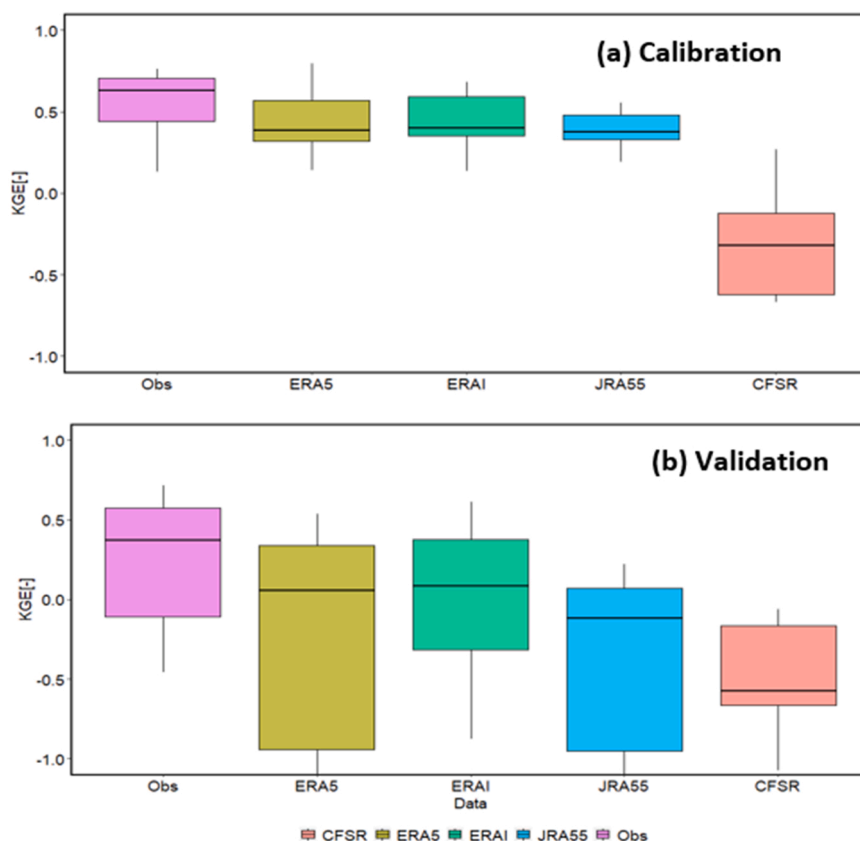 (a) Calibration
1.0
0.5
0.0
-0.5
-1.0
KGE[-]
Obs ERA5 ERAI JRA55 CFSR
(b) Validation
1.0
0.5
0.0
-0.5
-1.0
KGE[-]
Obs ERA5 ERAI JRA55 CFSR
Data
CFSR ERA5 ERAI JRA55 Obs